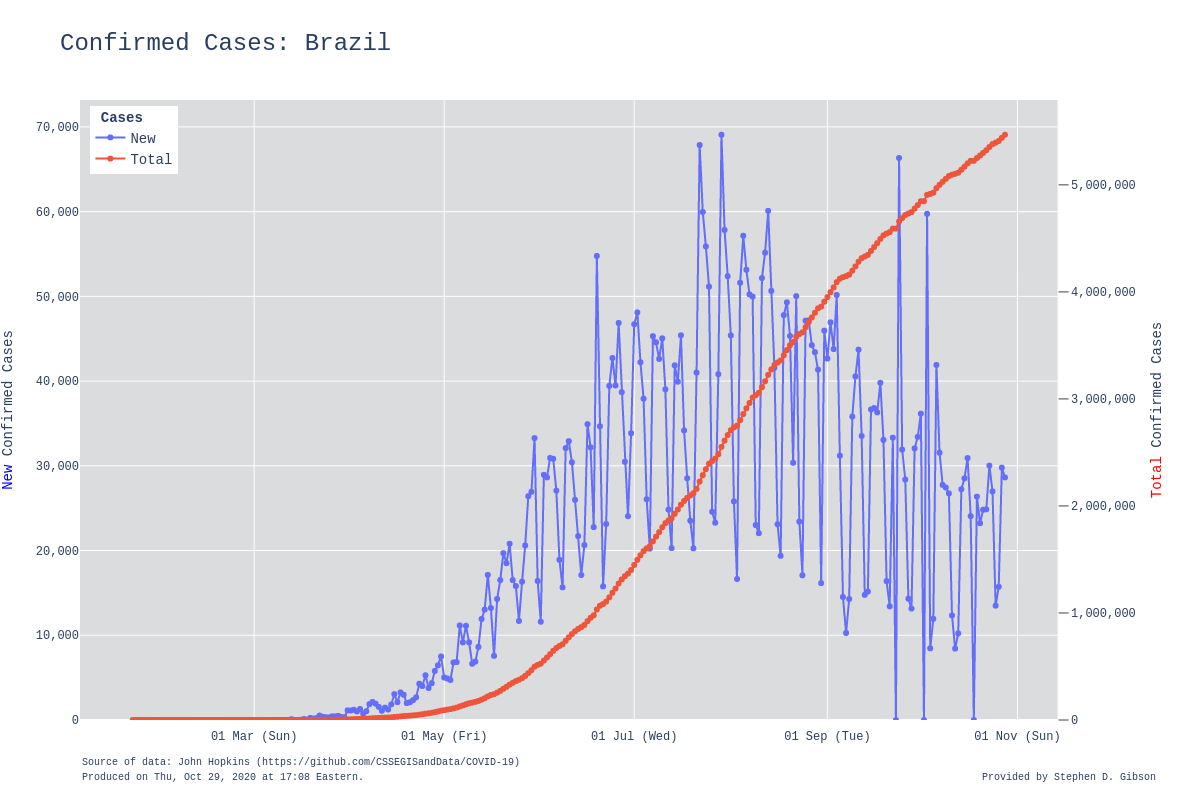 Confirmed Cases: Brazil
Cases
New
Total
70,000
60,000
50,000
40,000
30,000
20,000
10,000
0
New Confirmed Cases
5,000,000
4,000,000
3,000,000
2,000,000
1,000,000
0
Total Confirmed Cases
01 Mar (Sun)
01 May (Fri)
01 Jul (Wed)
01 Sep (Tue)
01 Nov (Sun)
Source of data: John Hopkins (https://github.com/CSSEGISandData/COVID-19)
Produced on Thu, Oct 29, 2020 at 17:08 Eastern.
Provided by Stephen D. Gibson